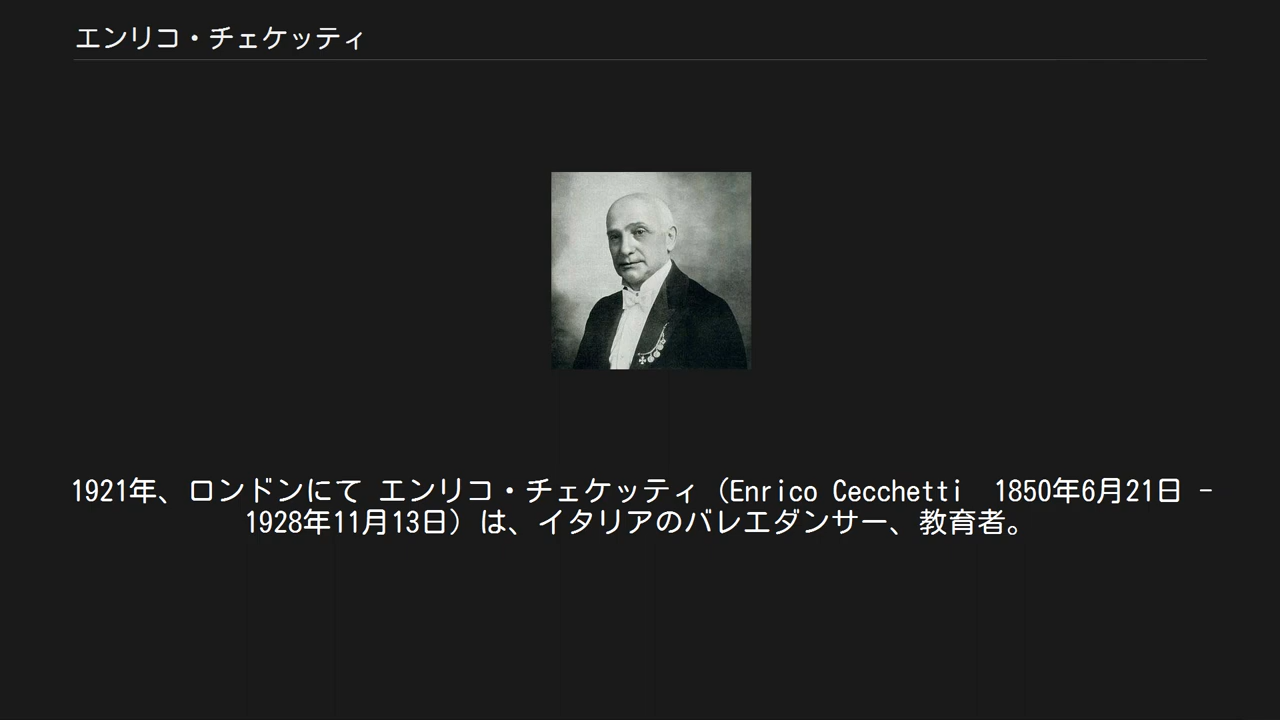 エンリコ・チェケッティ
1921年、ロンドンにて エンリコ・チェケッティ（Enrico Cecchetti　1850年6月21日 -
1928年11月13日）は、イタリアのバレエダンサー、教育者。